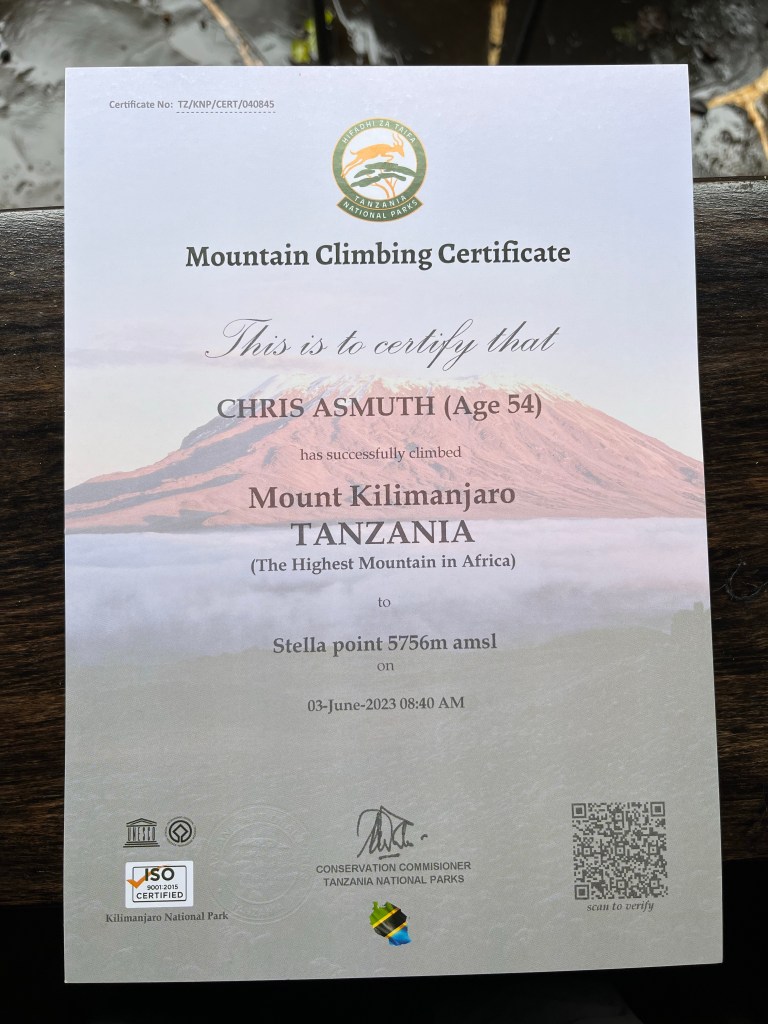 Certificate No: TZ/KNP/CERT/040845
HIFADHI ZA TAIFA
TANZANIA
NATIONAL PARKS
Mountain Climbing Certificate
This is to certify that
CHRIS ASMUTH (Age 54)
has successfully climbed
Mount Kilimanjaro
TANZANIA
(The Highest Mountain in Africa)
to
Stella point 5756m amsl
on
03-June-2023 08:40 AM
UNESCO
ISO
9001:2015
CERTIFIED
Kilimanjaro National Park
CONSERVATION COMMISIONER
TANZANIA NATIONAL PARKS
scan to verify